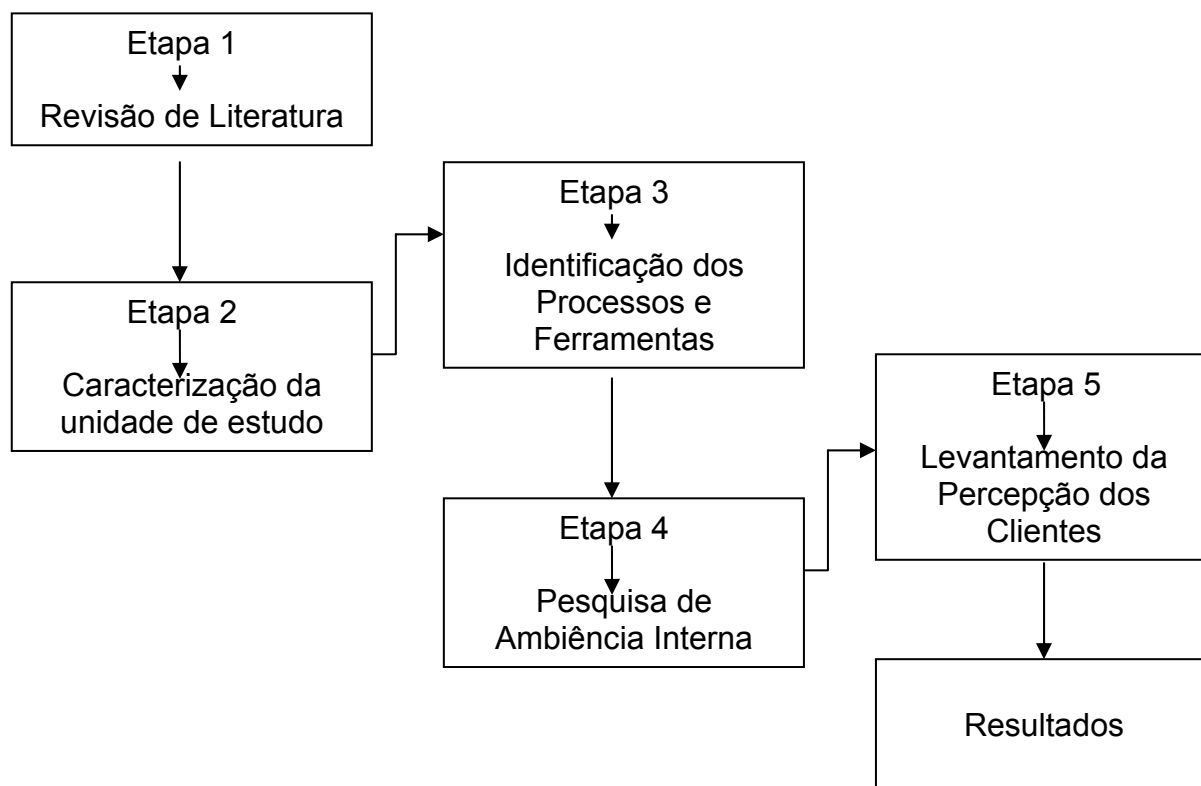 Etapa 1
Revisão de Literatura
Etapa 2
Caracterização da
unidade de estudo
Etapa 3
Identificação dos
Processos e
Ferramentas
Etapa 4
Pesquisa de
Ambiência Interna
Etapa 5
Levantamento da
Percepção dos
Clientes
Resultados